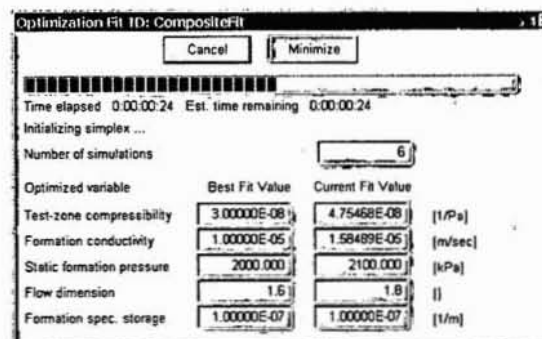 Optimization Fit ID: CompositeFit
Cancel Minimize
Time elapsed 0:00:00:24 Est. time remaining 0:00:00:24
Initializing simplex ...
Number of simulations 6
Optimized variable Best Fit Value Current Fit Value
Test-zone compressibility 3.00000E-08 4.75468E-08 [1/Pa]
Formation conductivity 1.00000E-05 1.58489E-05 [m/sec]
Static formation pressure 2000.000 2100.000 [kPa]
Flow dimension 1.6 1.8 []
Formation spec. storage 1.00000E-07 1.00000E-07 [1/m]